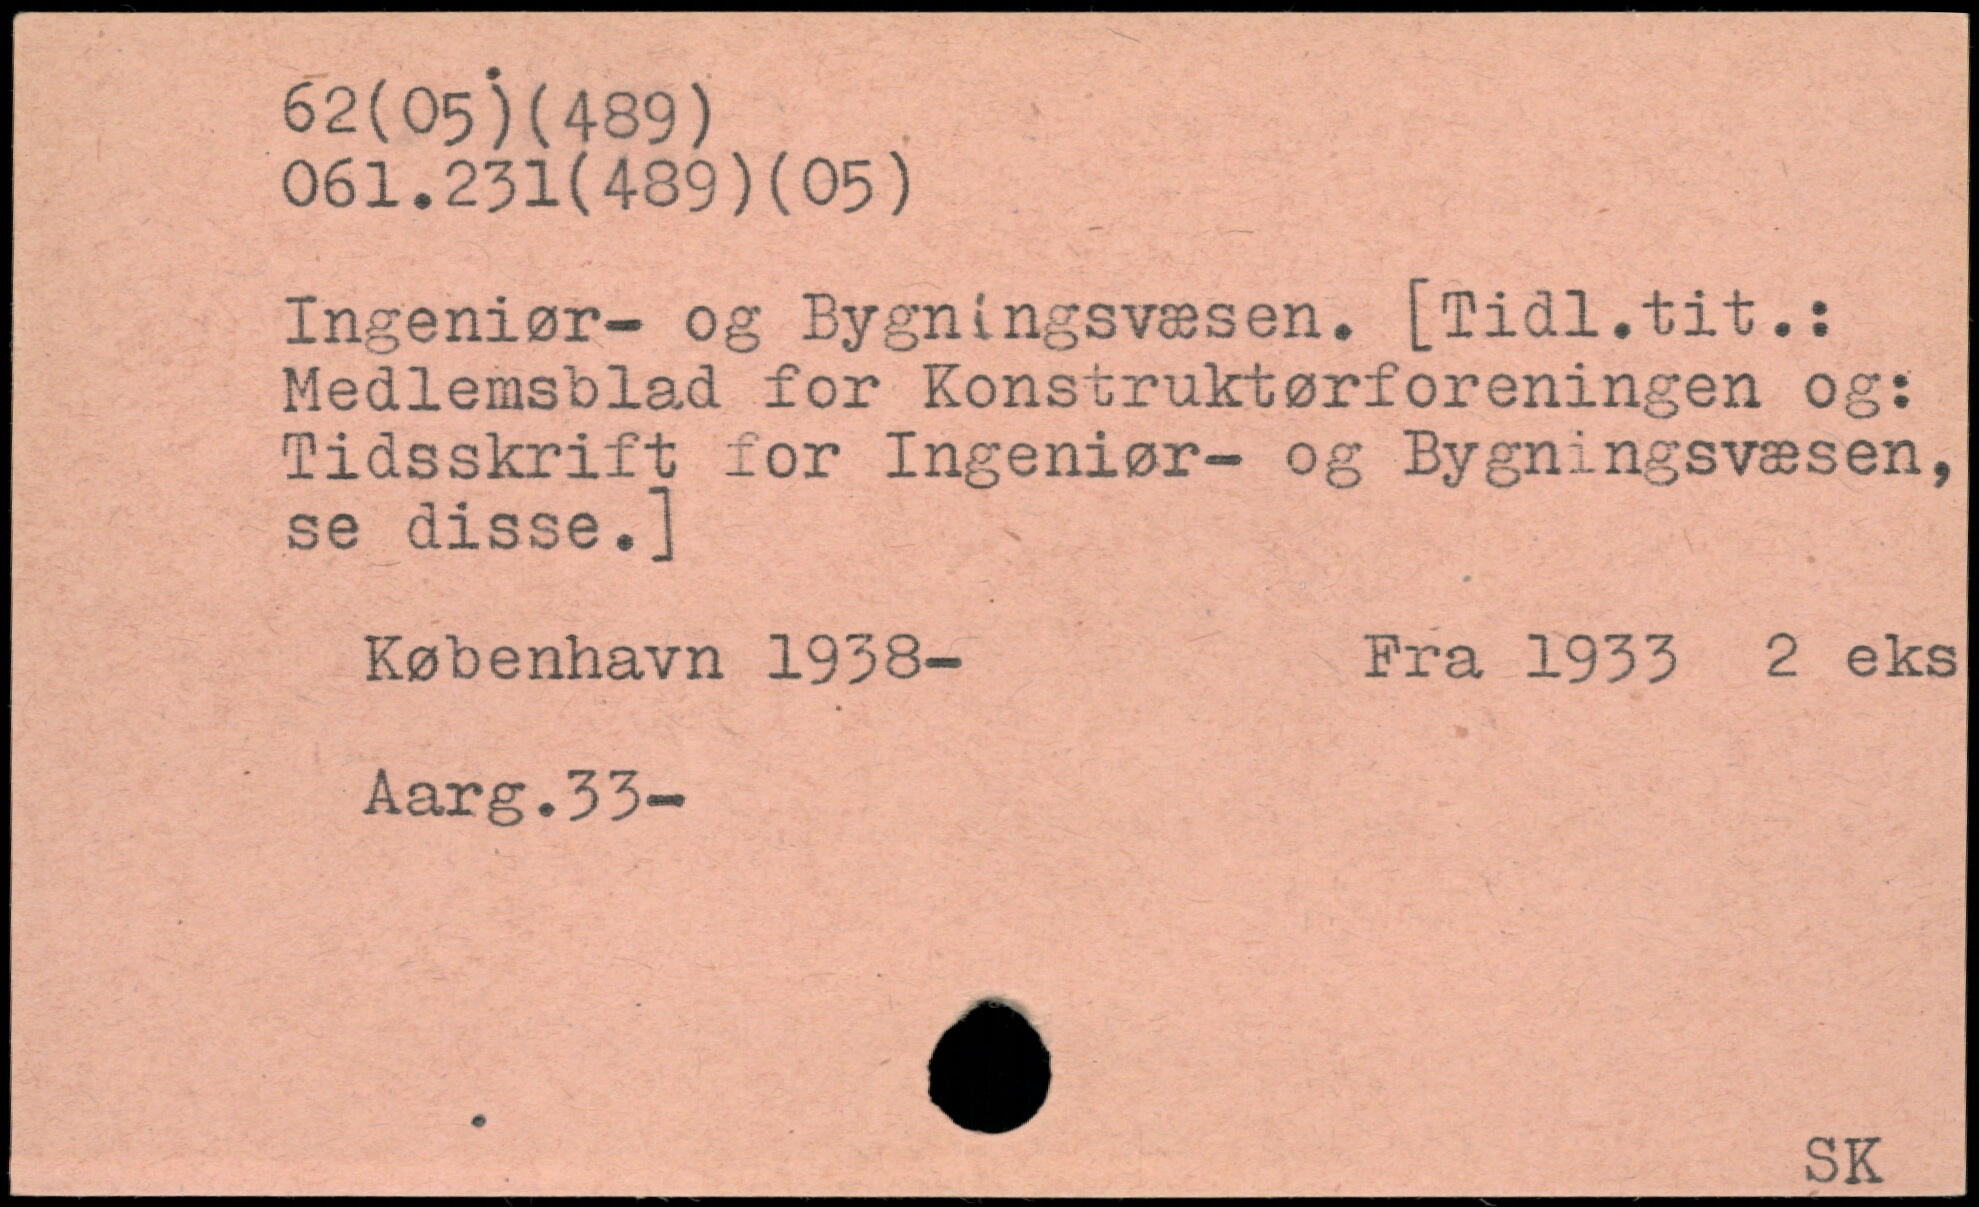 62(05)(489)
061.231(489)(05)
Ingeniør- og Bygningsvæsen. [Tidl.tit.:
Medlemsblad for Konstruktørforeningen og:
Tidsskrift for Ingeniør- og Bygningsvæsen,
se disse.]
København 1938- Fra 1933 2 eks
Aarg.33-
SK